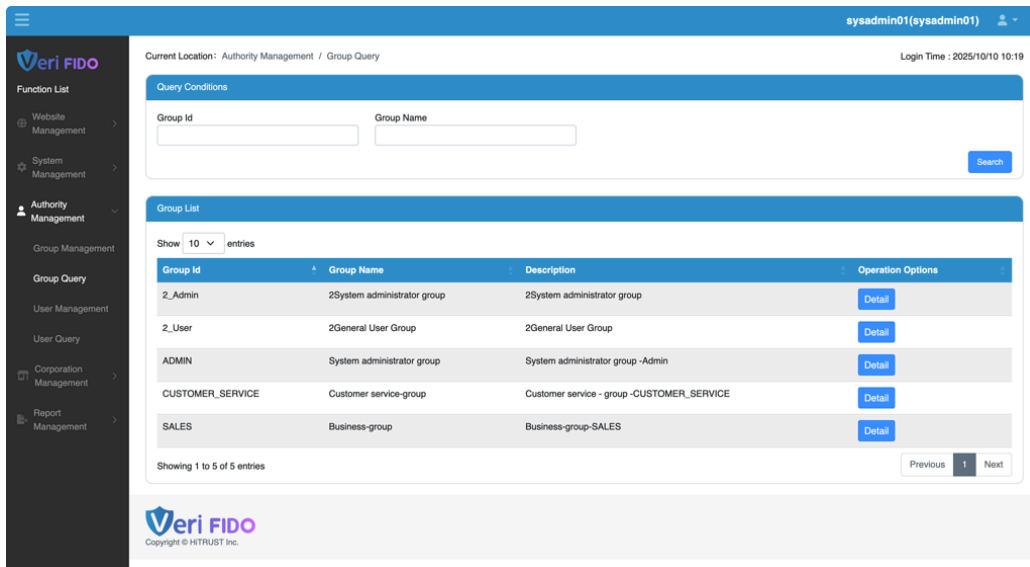 sysadmin01(sysadmin01)
Veri FIDO
Function List
Website Management
System Management
Authority Management
Group Management
Group Query
User Management
User Query
Corporation Management
Report Management
Current Location: Authority Management / Group Query
Login Time : 2025/10/10 10:19
Query Conditions
Group Id Group Name
Search
Group List
Show 10 entries
Group Id Group Name Description Operation Options
2_Admin 2System administrator group 2System administrator group Detail
2_User 2General User Group 2General User Group Detail
ADMIN System administrator group System administrator group -Admin Detail
CUSTOMER_SERVICE Customer service-group Customer service - group -CUSTOMER_SERVICE Detail
SALES Business-group Business-group-SALES Detail
Showing 1 to 5 of 5 entries
Previous 1 Next
Veri FIDO
Copyright © HiTRUST Inc.